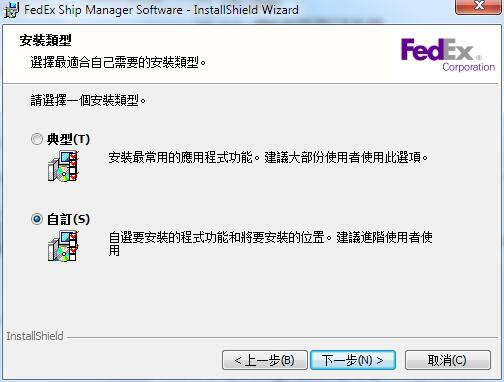 FedEx Ship Manager Software - InstallShield Wizard
安裝類型
選擇最適合自己需要的安裝類型。
FedEx®
Corporation
請選擇一個安裝類型。
典型(T)
安裝最常用的應用程式功能。建議大部份使用者使用此選項。
自訂(S)
自選要安裝的程式功能和將要安裝的位置。建議進階使用者使
用
InstallShield
< 上一步(B)
下一步(N) >
取消(C)